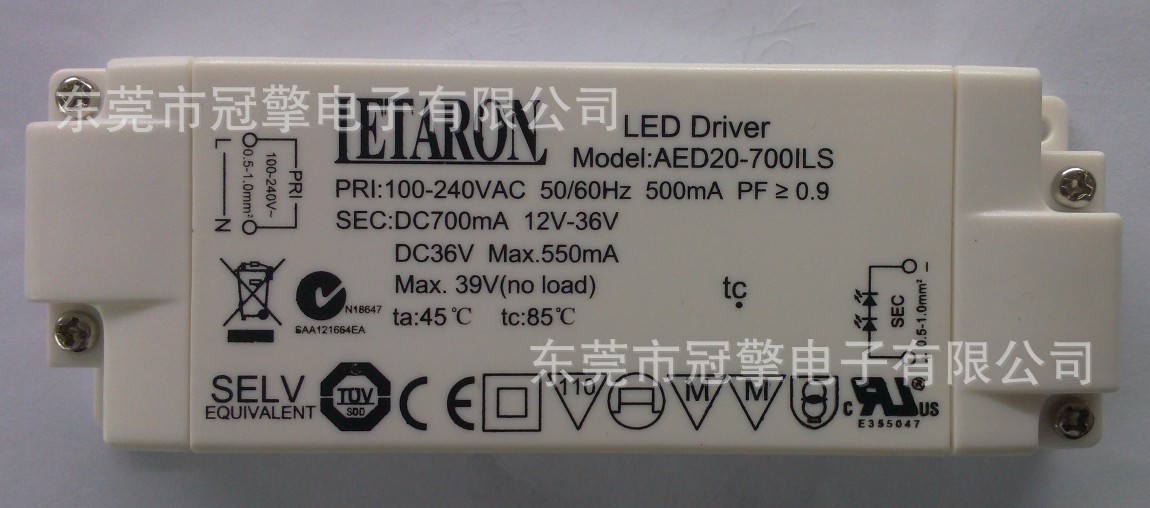 东莞市冠擎电子有限公司
LETARON
LED Driver
Model:AED20-700ILS
PRI:100-240VAC 50/60Hz 500mA PF ≥ 0.9
SEC:DC700mA 12V-36V
DC36V Max.550mA
Max. 39V(no load)
ta:45℃ tc:85℃
L
N
0.5-1.0mm²
100-240V~
PRI
N18647
SAA121664EA
tc
SEC
0.5-1.0mm²
东莞市冠擎电子有限公司
SELV
EQUIVALENT
TÜV
SÜD
CE
110
M
M
c UL US
®
E355047